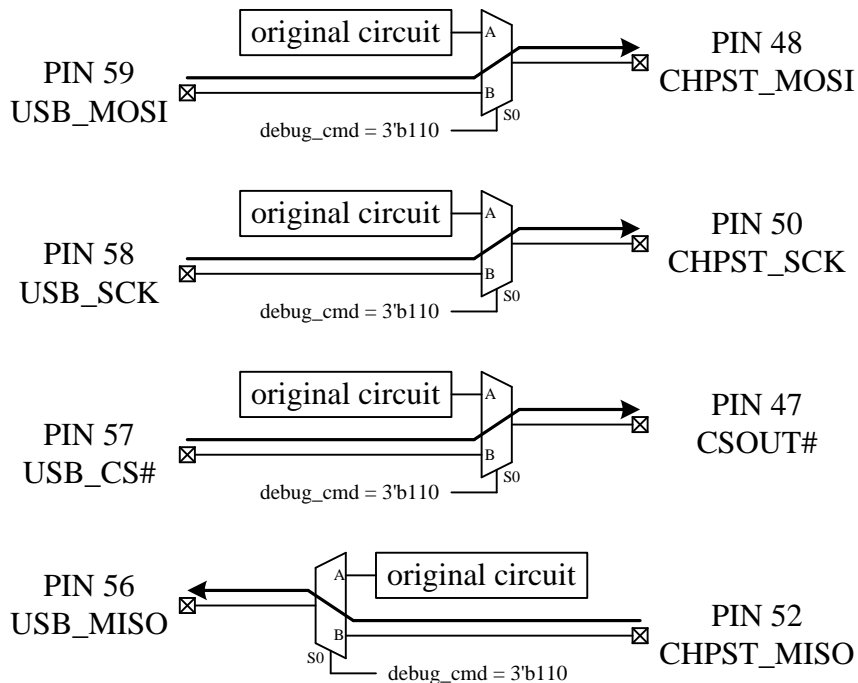 original circuit
A
PIN 48
CHPST_MOSI
PIN 59
USB_MOSI
B
S0
debug_cmd = 3'b110
original circuit
A
PIN 50
CHPST_SCK
PIN 58
USB_SCK
B
S0
debug_cmd = 3'b110
original circuit
A
PIN 47
CSOUT#
PIN 57
USB_CS#
B
S0
debug_cmd = 3'b110
PIN 56
USB_MISO
A
original circuit
B
PIN 52
CHPST_MISO
S0
debug_cmd = 3'b110